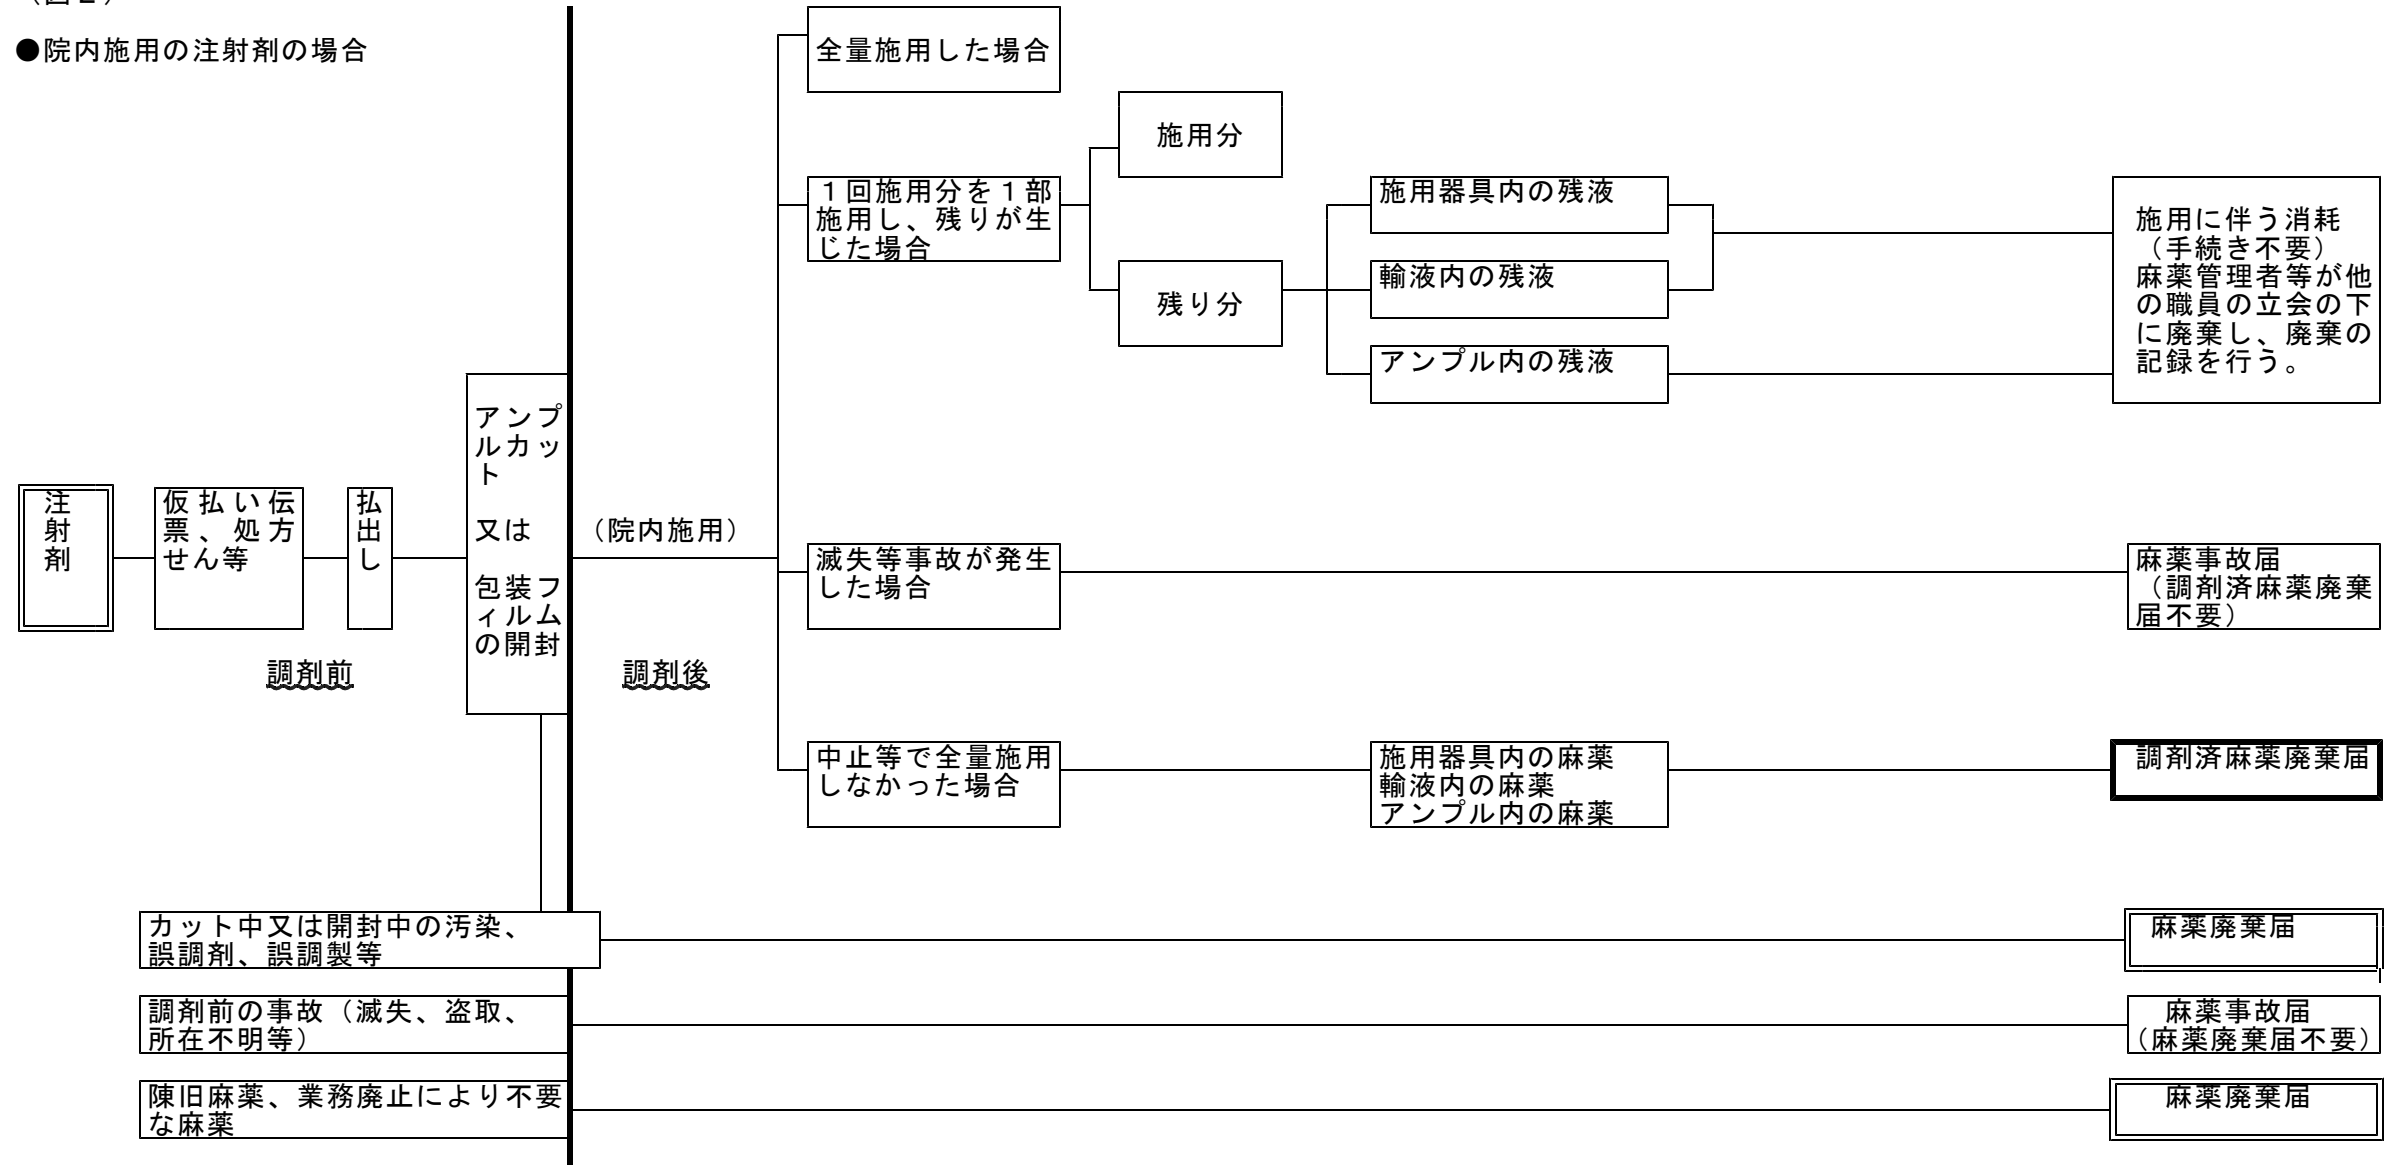 ●院内施用の注射剤の場合
全量施用した場合
施用分
１回施用分を１部
施用し、残りが生
じた場合
残り分
施用器具内の残液
輸液内の残液
アンプル内の残液
施用に伴う消耗
（手続き不要）
麻薬管理者等が他
の職員の立会の下
に廃棄し、廃棄の
記録を行う。
注
射
剤
仮払い伝
票、処方
せん等
払
出
し
アンプ
ルカッ
ト
又は
包装フ
ィルム
の開封
（院内施用）
調剤前
調剤後
滅失等事故が発生
した場合
麻薬事故届
（調剤済麻薬廃棄
届不要）
中止等で全量施用
しなかった場合
施用器具内の麻薬
輸液内の麻薬
アンプル内の麻薬
調剤済麻薬廃棄届
カット中又は開封中の汚染、
誤調剤、誤調製等
麻薬廃棄届
調剤前の事故（滅失、盗取、
所在不明等）
麻薬事故届
（麻薬廃棄届不要）
陳旧麻薬、業務廃止により不要
な麻薬
麻薬廃棄届